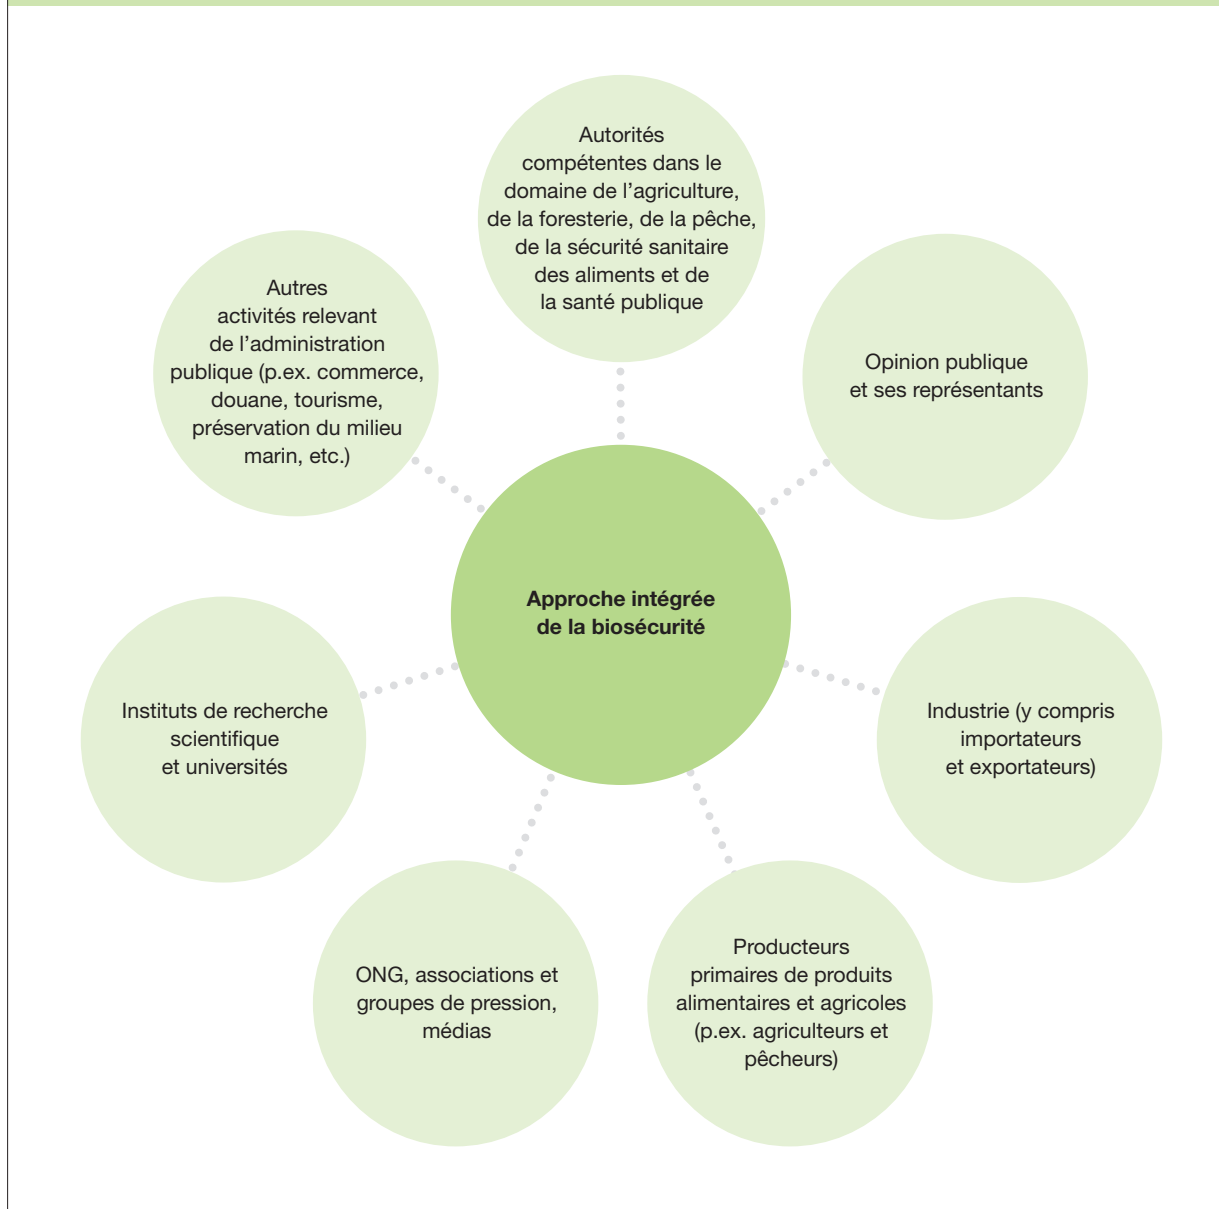 Autorités
compétentes dans le
domaine de l’agriculture,
de la foresterie, de la pêche,
de la sécurité sanitaire
des aliments et de
la santé publique
Autres
activités relevant
de l’administration
publique (p.ex. commerce,
douane, tourisme,
préservation du milieu
marin, etc.)
Opinion publique
et ses représentants
Approche intégrée
de la biosécurité
Instituts de recherche
scientifique
et universités
Industrie (y compris
importateurs
et exportateurs)
ONG, associations et
groupes de pression,
médias
Producteurs
primaires de produits
alimentaires et agricoles
(p.ex. agriculteurs et
pêcheurs)